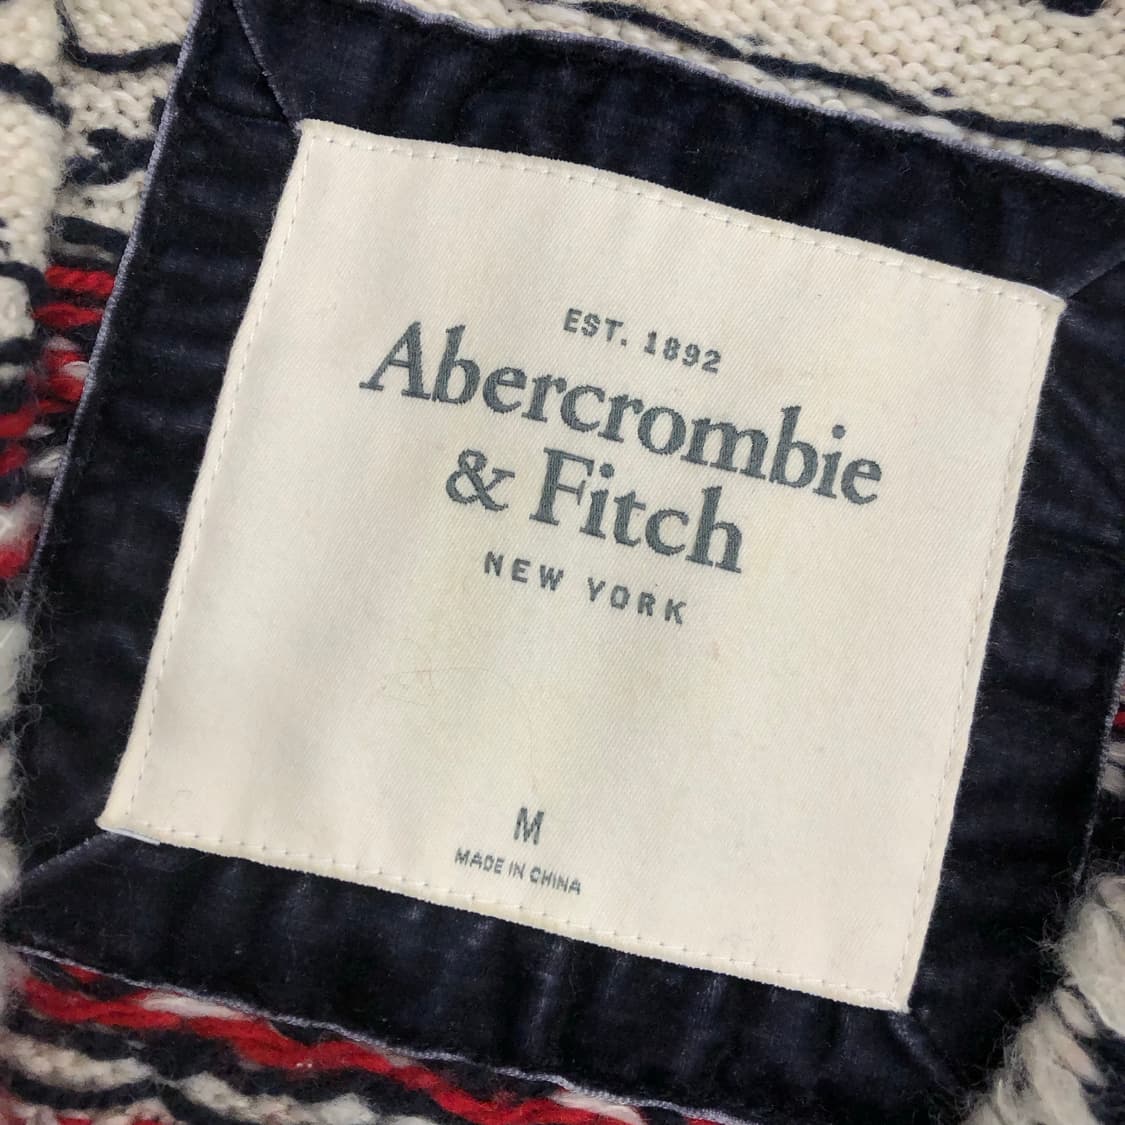 EST. 1892
Abercrombie
& Fitch
NEW YORK
M
MADE IN CHINA